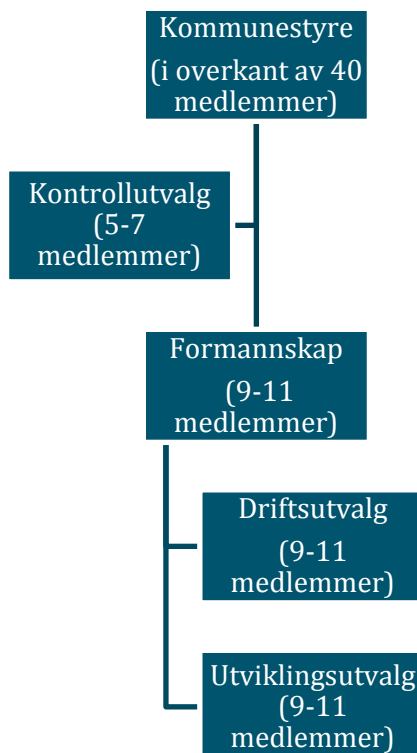 Kommunestyre
(i overkant av 40
medlemmer)
Kontrollutvalg
(5-7
medlemmer)
Formannskap
(9-11
medlemmer)
Driftsutvalg
(9-11
medlemmer)
Utviklingsutvalg
(9-11
medlemmer)